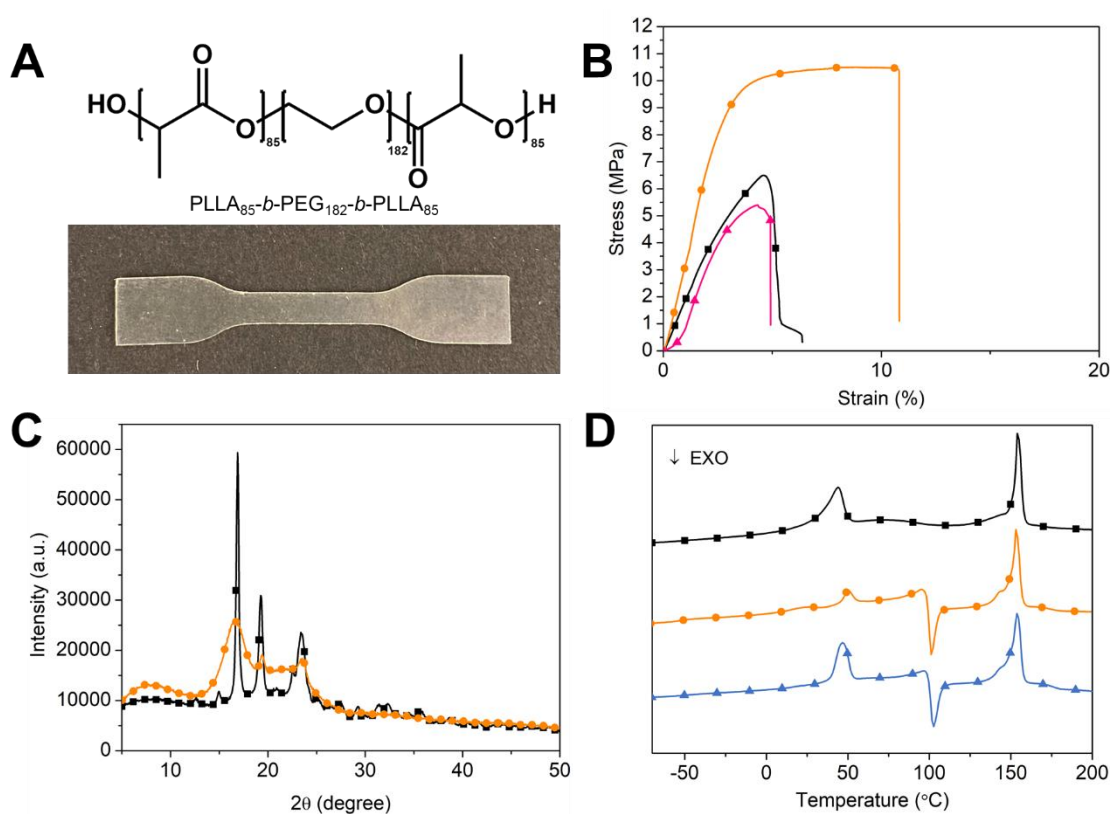 A
O
HO
O
85
O
182
O
O
H
85
PLLA85-b-PEG182-b-PLLA85
B
Stress (MPa)
11
10
9
8
7
6
5
4
3
2
1
0
0
10
20
Strain (%)
C
Intensity (a.u.)
60000
50000
40000
30000
20000
10000
0
10
20
30
40
50
2θ (degree)
D
↓ EXO
-50
0
50
100
150
200
Temperature (°C)